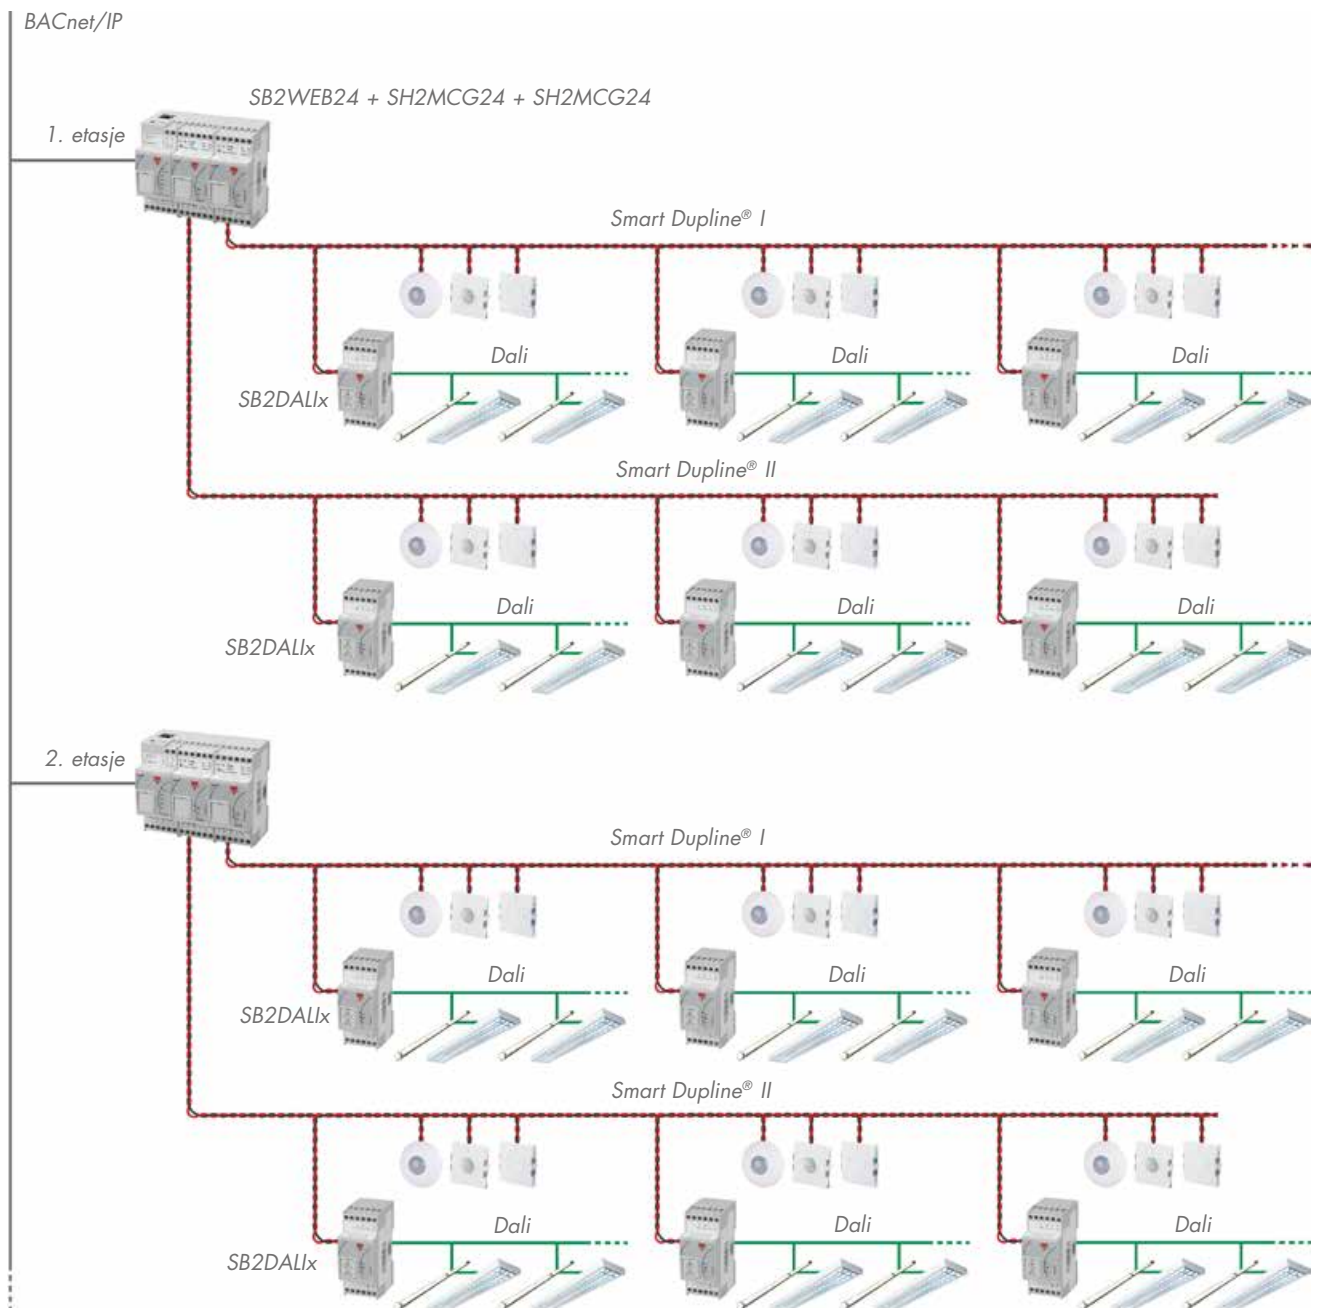 BACnet/IP
SB2WEB24 + SH2MCG24 + SH2MCG24
1. etasje
Smart Dupline® I
Dali
Dali
Dali
SB2DALIx
Smart Dupline® II
Dali
Dali
Dali
SB2DALIx
2. etasje
Smart Dupline® I
Dali
Dali
Dali
SB2DALIx
Smart Dupline® II
Dali
Dali
Dali
SB2DALIx